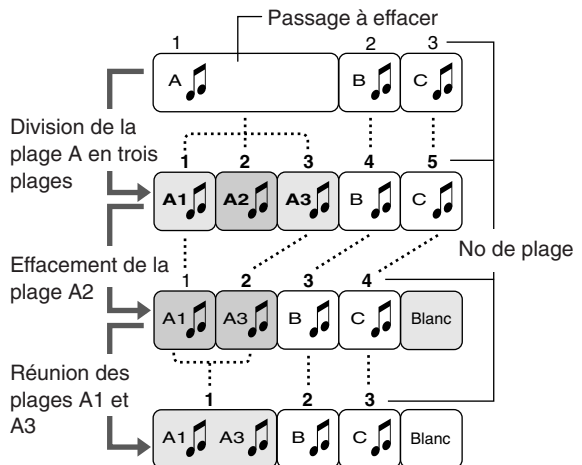 Passage à effacer
1 2 3
A B C
Division de la
plage A en trois
plages
1 2 3 4 5
A1 A2 A3 B C
No de plage
Effacement de la
plage A2
1 2 3 4
A1 A3 B C Blanc
Réunion des
plages A1 et
A3
1 2 3
A1 A3 B C Blanc